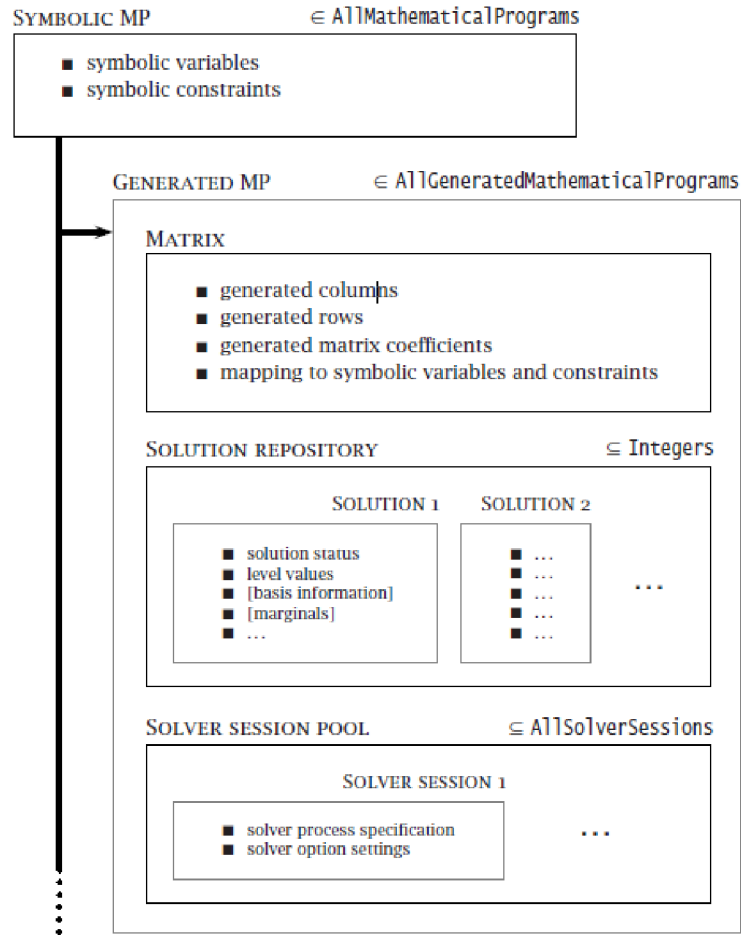 SYMBOLIC MP ∈ AllMathematicalPrograms
■ symbolic variables
■ symbolic constraints
GENERATED MP ∈ AllGeneratedMathematicalPrograms
MATRIX
■ generated columns
■ generated rows
■ generated matrix coefficients
■ mapping to symbolic variables and constraints
SOLUTION REPOSITORY ⊆ Integers
SOLUTION 1 SOLUTION 2
■ solution status ■ ...
■ level values ■ ...
■ [basis information] ■ ... ...
■ [marginals] ■ ...
■ ... ■ ...
SOLVER SESSION POOL ⊆ AllSolverSessions
SOLVER SESSION 1
■ solver process specification ...
■ solver option settings